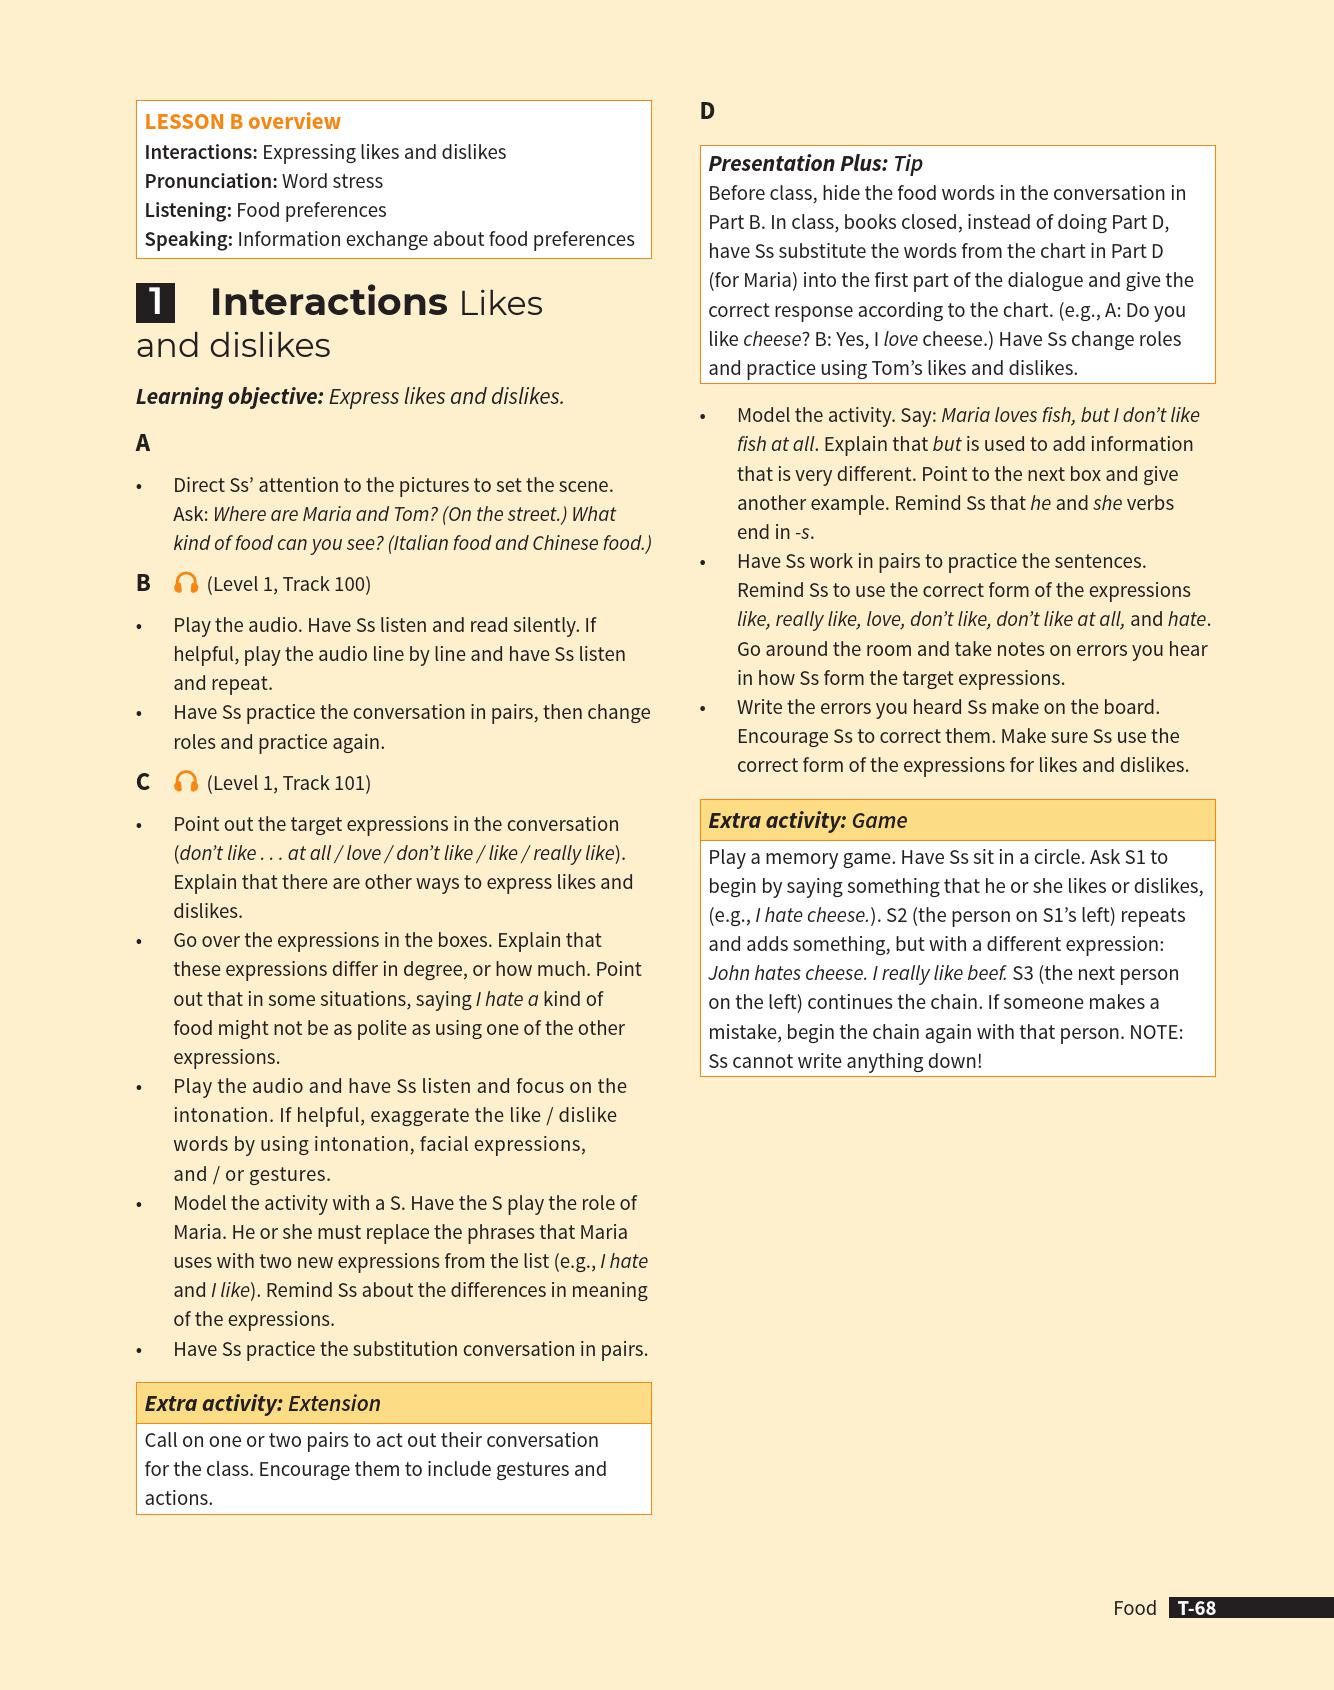 LESSON B overview
Interactions: Expressing likes and dislikes
Pronunciation: Word stress
Listening: Food preferences
Speaking: Information exchange about food preferences
1 Interactions Likes
and dislikes
Learning objective: Express likes and dislikes.
A
• Direct Ss’ attention to the pictures to set the scene.
Ask: Where are Maria and Tom? (On the street.) What
kind of food can you see? (Italian food and Chinese food.)
B (Level 1, Track 100)
• Play the audio. Have Ss listen and read silently. If
helpful, play the audio line by line and have Ss listen
and repeat.
• Have Ss practice the conversation in pairs, then change
roles and practice again.
C (Level 1, Track 101)
• Point out the target expressions in the conversation
(don’t like . . . at all / love / don’t like / like / really like).
Explain that there are other ways to express likes and
dislikes.
• Go over the expressions in the boxes. Explain that
these expressions differ in degree, or how much. Point
out that in some situations, saying I hate a kind of
food might not be as polite as using one of the other
expressions.
• Play the audio and have Ss listen and focus on the
intonation. If helpful, exaggerate the like / dislike
words by using intonation, facial expressions,
and / or gestures.
• Model the activity with a S. Have the S play the role of
Maria. He or she must replace the phrases that Maria
uses with two new expressions from the list (e.g., I hate
and I like). Remind Ss about the differences in meaning
of the expressions.
• Have Ss practice the substitution conversation in pairs.
Extra activity: Extension
Call on one or two pairs to act out their conversation
for the class. Encourage them to include gestures and
actions.
D
Presentation Plus: Tip
Before class, hide the food words in the conversation in
Part B. In class, books closed, instead of doing Part D,
have Ss substitute the words from the chart in Part D
(for Maria) into the first part of the dialogue and give the
correct response according to the chart. (e.g., A: Do you
like cheese? B: Yes, I love cheese.) Have Ss change roles
and practice using Tom’s likes and dislikes.
• Model the activity. Say: Maria loves fish, but I don’t like
fish at all. Explain that but is used to add information
that is very different. Point to the next box and give
another example. Remind Ss that he and she verbs
end in -s.
• Have Ss work in pairs to practice the sentences.
Remind Ss to use the correct form of the expressions
like, really like, love, don’t like, don’t like at all, and hate.
Go around the room and take notes on errors you hear
in how Ss form the target expressions.
• Write the errors you heard Ss make on the board.
Encourage Ss to correct them. Make sure Ss use the
correct form of the expressions for likes and dislikes.
Extra activity: Game
Play a memory game. Have Ss sit in a circle. Ask S1 to
begin by saying something that he or she likes or dislikes,
(e.g., I hate cheese.). S2 (the person on S1’s left) repeats
and adds something, but with a different expression:
John hates cheese. I really like beef. S3 (the next person
on the left) continues the chain. If someone makes a
mistake, begin the chain again with that person. NOTE:
Ss cannot write anything down!
Food T-68